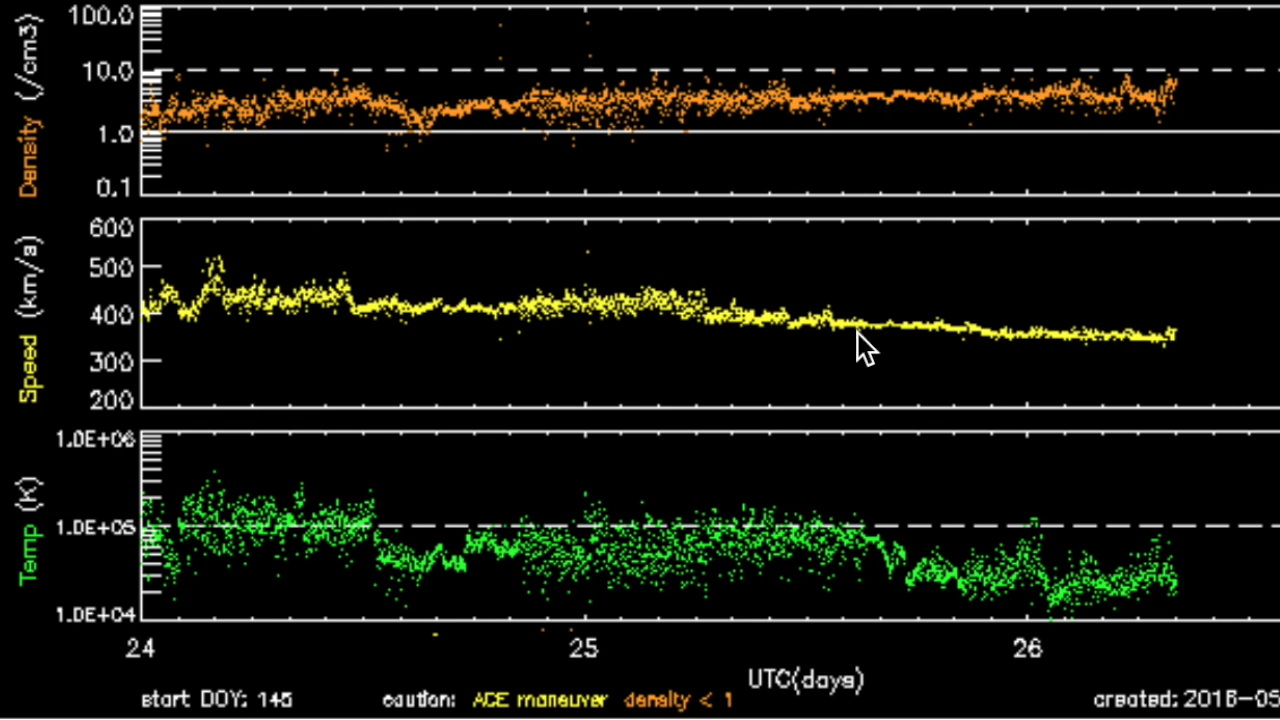 Density (/cm3)
100.0
10.0
1.0
0.1
Speed (km/s)
600
500
400
300
200
Temp (K)
1.0E+06
1.0E+05
1.0E+04
24 25 26
UTC(days)
start DOY: 145 caution: ACE maneuver density < 1 created: 2016-05